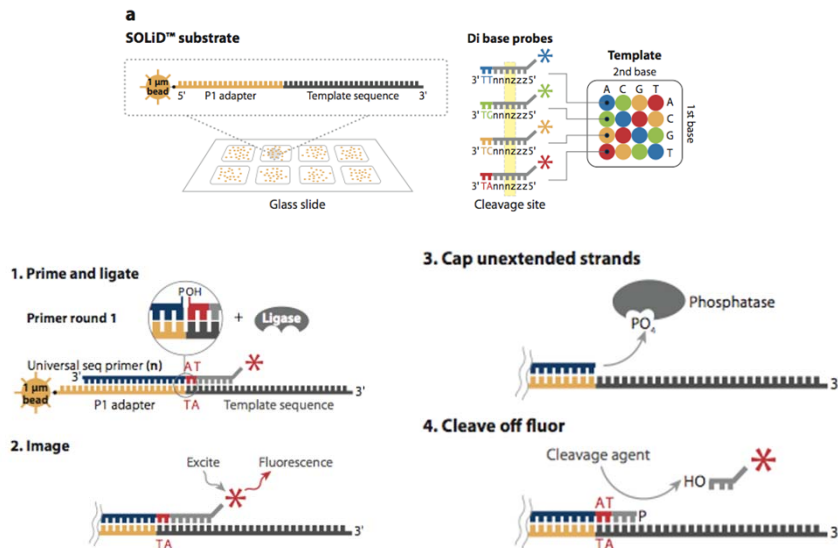 a
SOLiD™ substrate
1 µm
bead
5'
P1 adapter
Template sequence
3'
Glass slide
Di base probes
3'TTnnnzzz5'
3'TGnnnzzz5'
3'TCnnnzzz5'
3'TAnnnzzz5'
Cleavage site
Template
2nd base
A C G T
A
C
G
T
1st base
1. Prime and ligate
Primer round 1
POH
+
Ligase
Universal seq primer (n)
3'
AT
1 µm
bead
P1 adapter
TA
Template sequence
3'
2. Image
Excite
Fluorescence
TA
3'
3. Cap unextended strands
Phosphatase
PO4
3
4. Cleave off fluor
Cleavage agent
HO
AT
P
TA
3